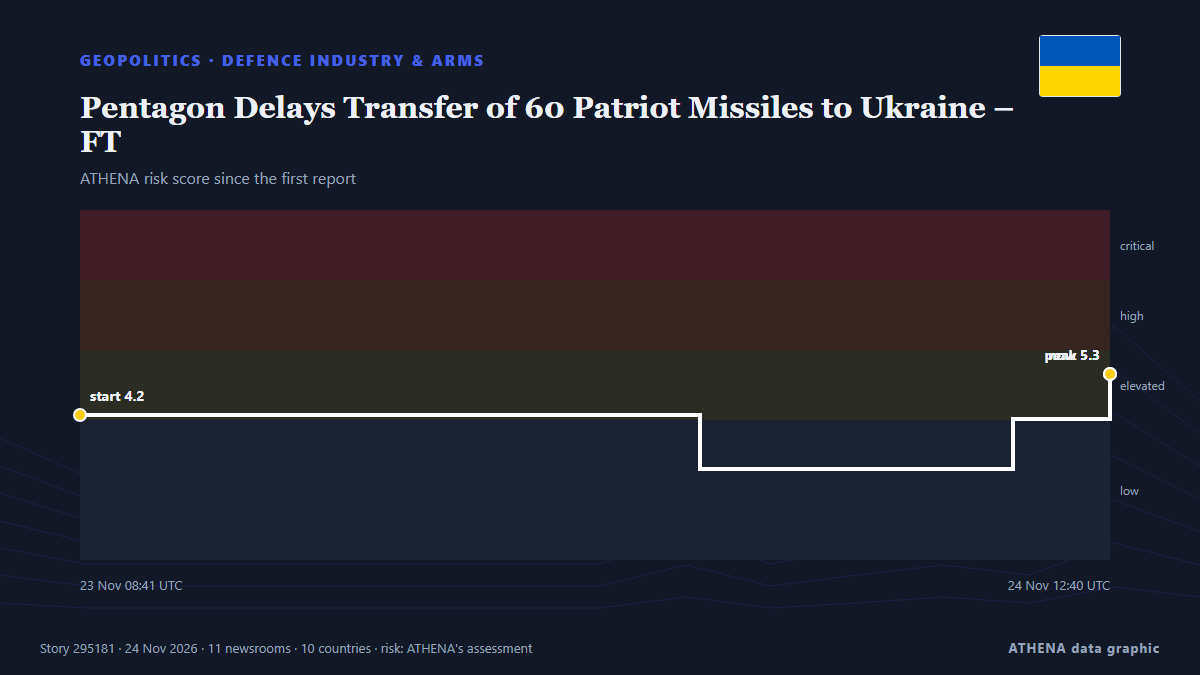 GEOPOLITICS · DEFENCE INDUSTRY & ARMS
Pentagon Delays Transfer of 60 Patriot Missiles to Ukraine –
FT
ATHENA risk score since the first report
critical
high
peak 5.3
elevated
start 4.2
low
23 Nov 08:41 UTC
24 Nov 12:40 UTC
Story 295181 · 24 Nov 2026 · 11 newsrooms · 10 countries · risk: ATHENA's assessment
ATHENA data graphic